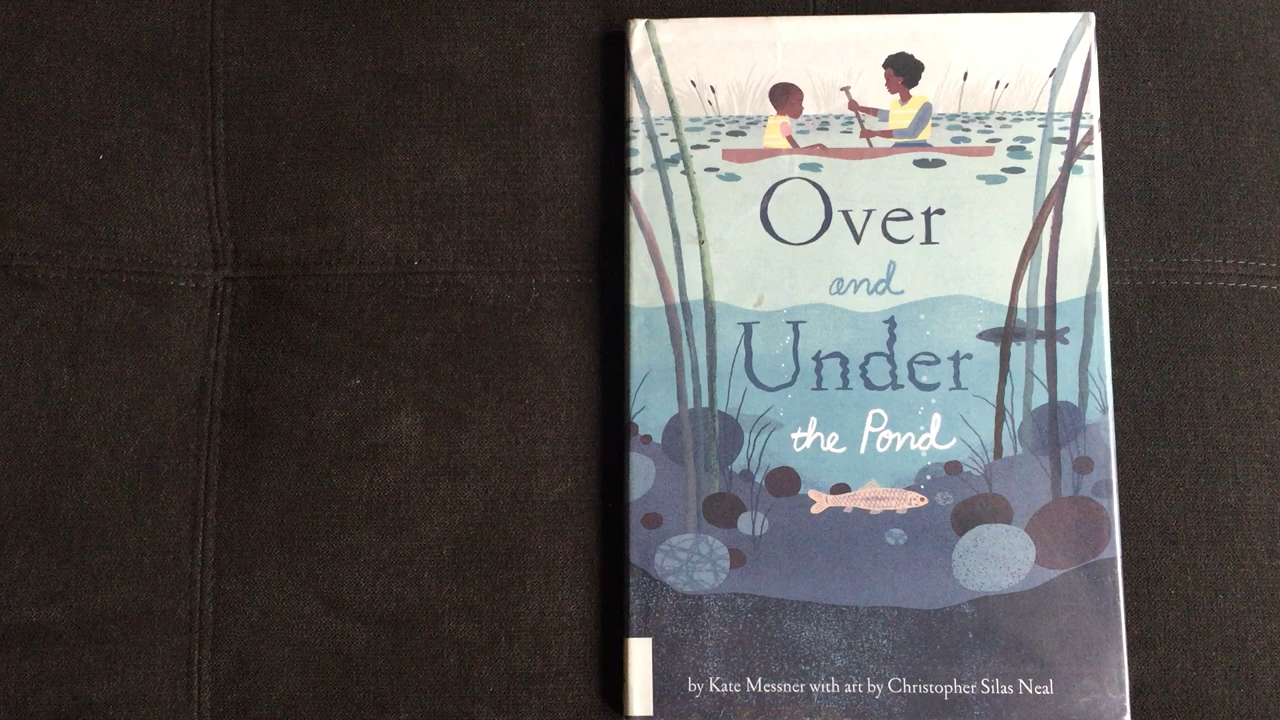 Over
and
Under
the Pond
by Kate Messner with art by Christopher Silas Neal